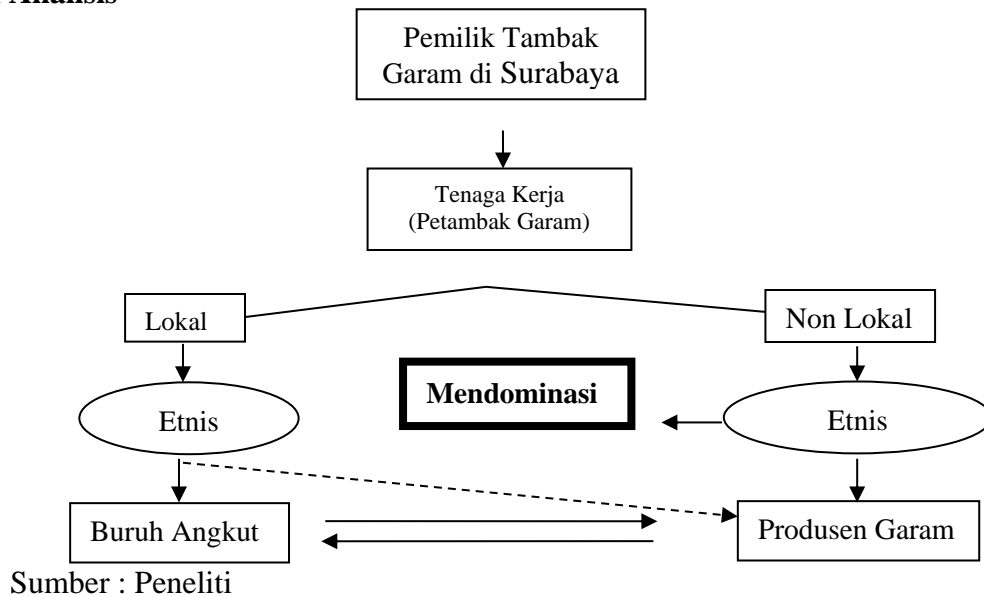 Analisis
Pemilik Tambak
Garam di Surabaya
Tenaga Kerja
(Petambak Garam)
Lokal
Non Lokal
Mendominasi
Etnis
Etnis
Buruh Angkut
Produsen Garam
Sumber : Peneliti